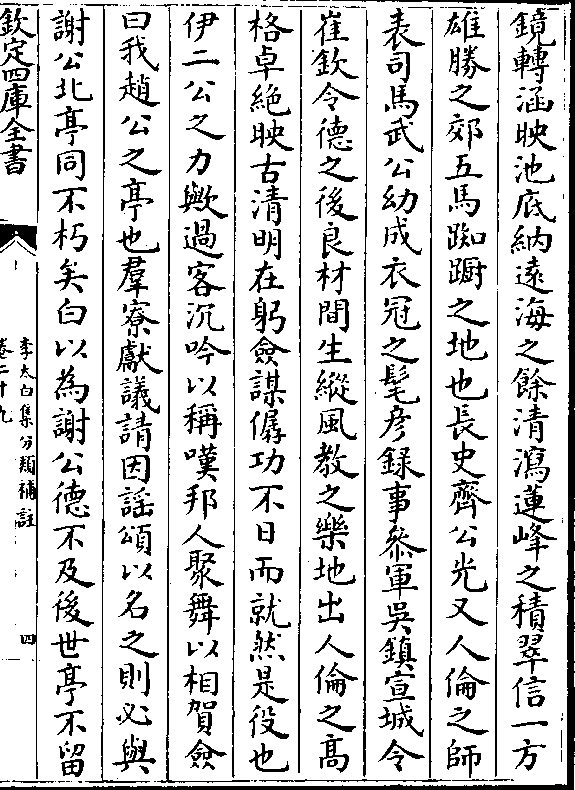 鏡轉涵映池底納遠海之餘清瀉蓮峰之積翠信一方
雄勝之郊五馬踟蹰之地也長史齊公光乂人倫之師
表司馬武公幼成衣冠之髦彦録事叅軍吳鎮宣城令
崔欽令德之後良材間生縱風教之樂地出人倫之髙
格卓絶映古清明在躬僉謀僝功不日而就然是役也
伊二公之力歟過客沉吟以稱嘆邦人聚舞以相賀僉
曰我趙公之亭也羣寮獻議請因謡頌以名之則必與
謝公北亭同不朽矣白以為謝公德不及後世亭不留
欽定四庫全書
李太白集分類補註
卷二十九
四